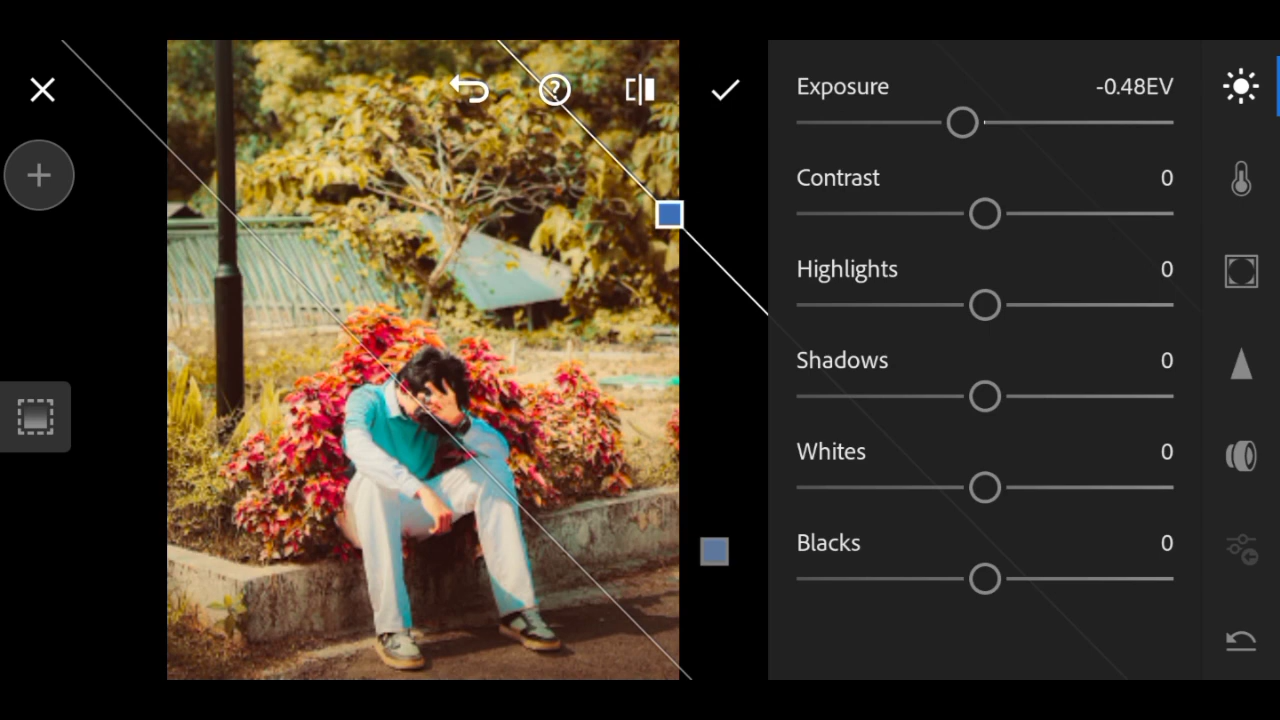 Exposure -0.48EV
Contrast 0
Highlights 0
Shadows 0
Whites 0
Blacks 0